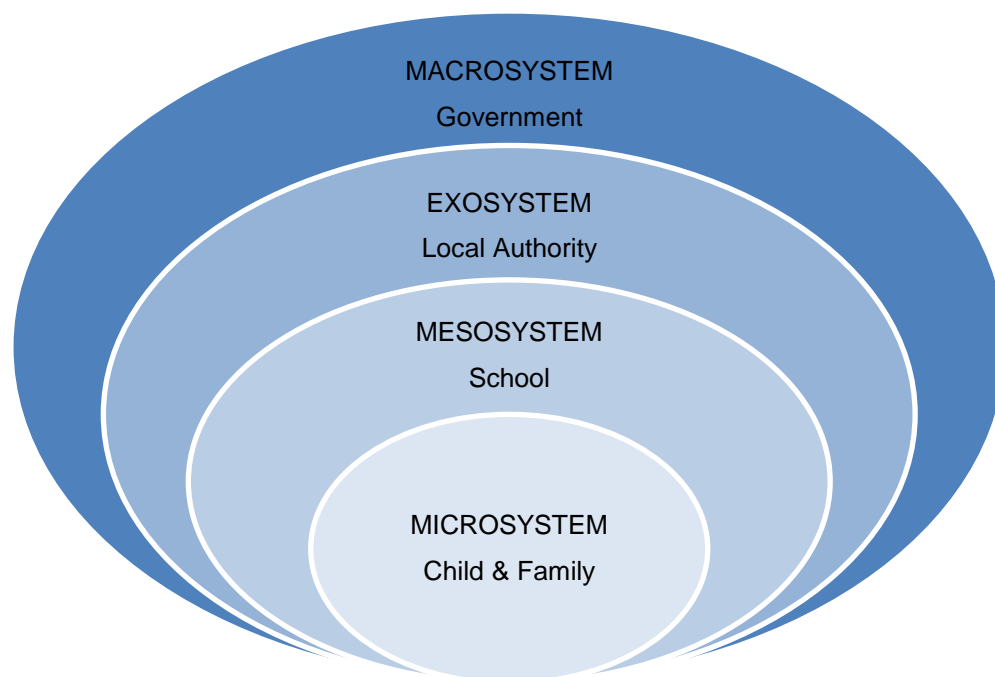 MACROSYSTEM
Government
EXOSYSTEM
Local Authority
MESOSYSTEM
School
MICROSYSTEM
Child & Family